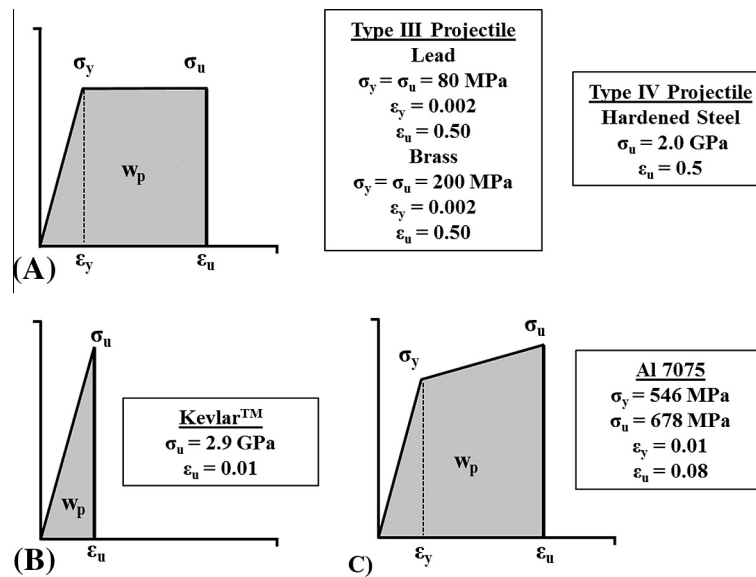 σy σu
wp
εy εu
(A)
Type III Projectile
Lead
σy = σu = 80 MPa
εy = 0.002
εu = 0.50
Brass
σy = σu = 200 MPa
εy = 0.002
εu = 0.50
Type IV Projectile
Hardened Steel
σu = 2.0 GPa
εu = 0.5
σu
wp
εu
(B)
Kevlar™
σu = 2.9 GPa
εu = 0.01
σu
σy
wp
εy εu
C)
Al 7075
σy = 546 MPa
σu = 678 MPa
εy = 0.01
εu = 0.08